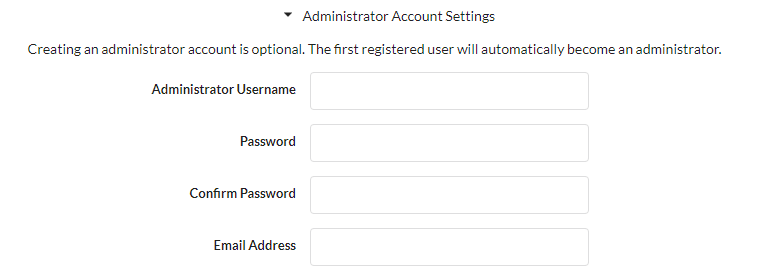 Administrator Account Settings
Creating an administrator account is optional. The first registered user will automatically become an administrator.
Administrator Username
Password
Confirm Password
Email Address